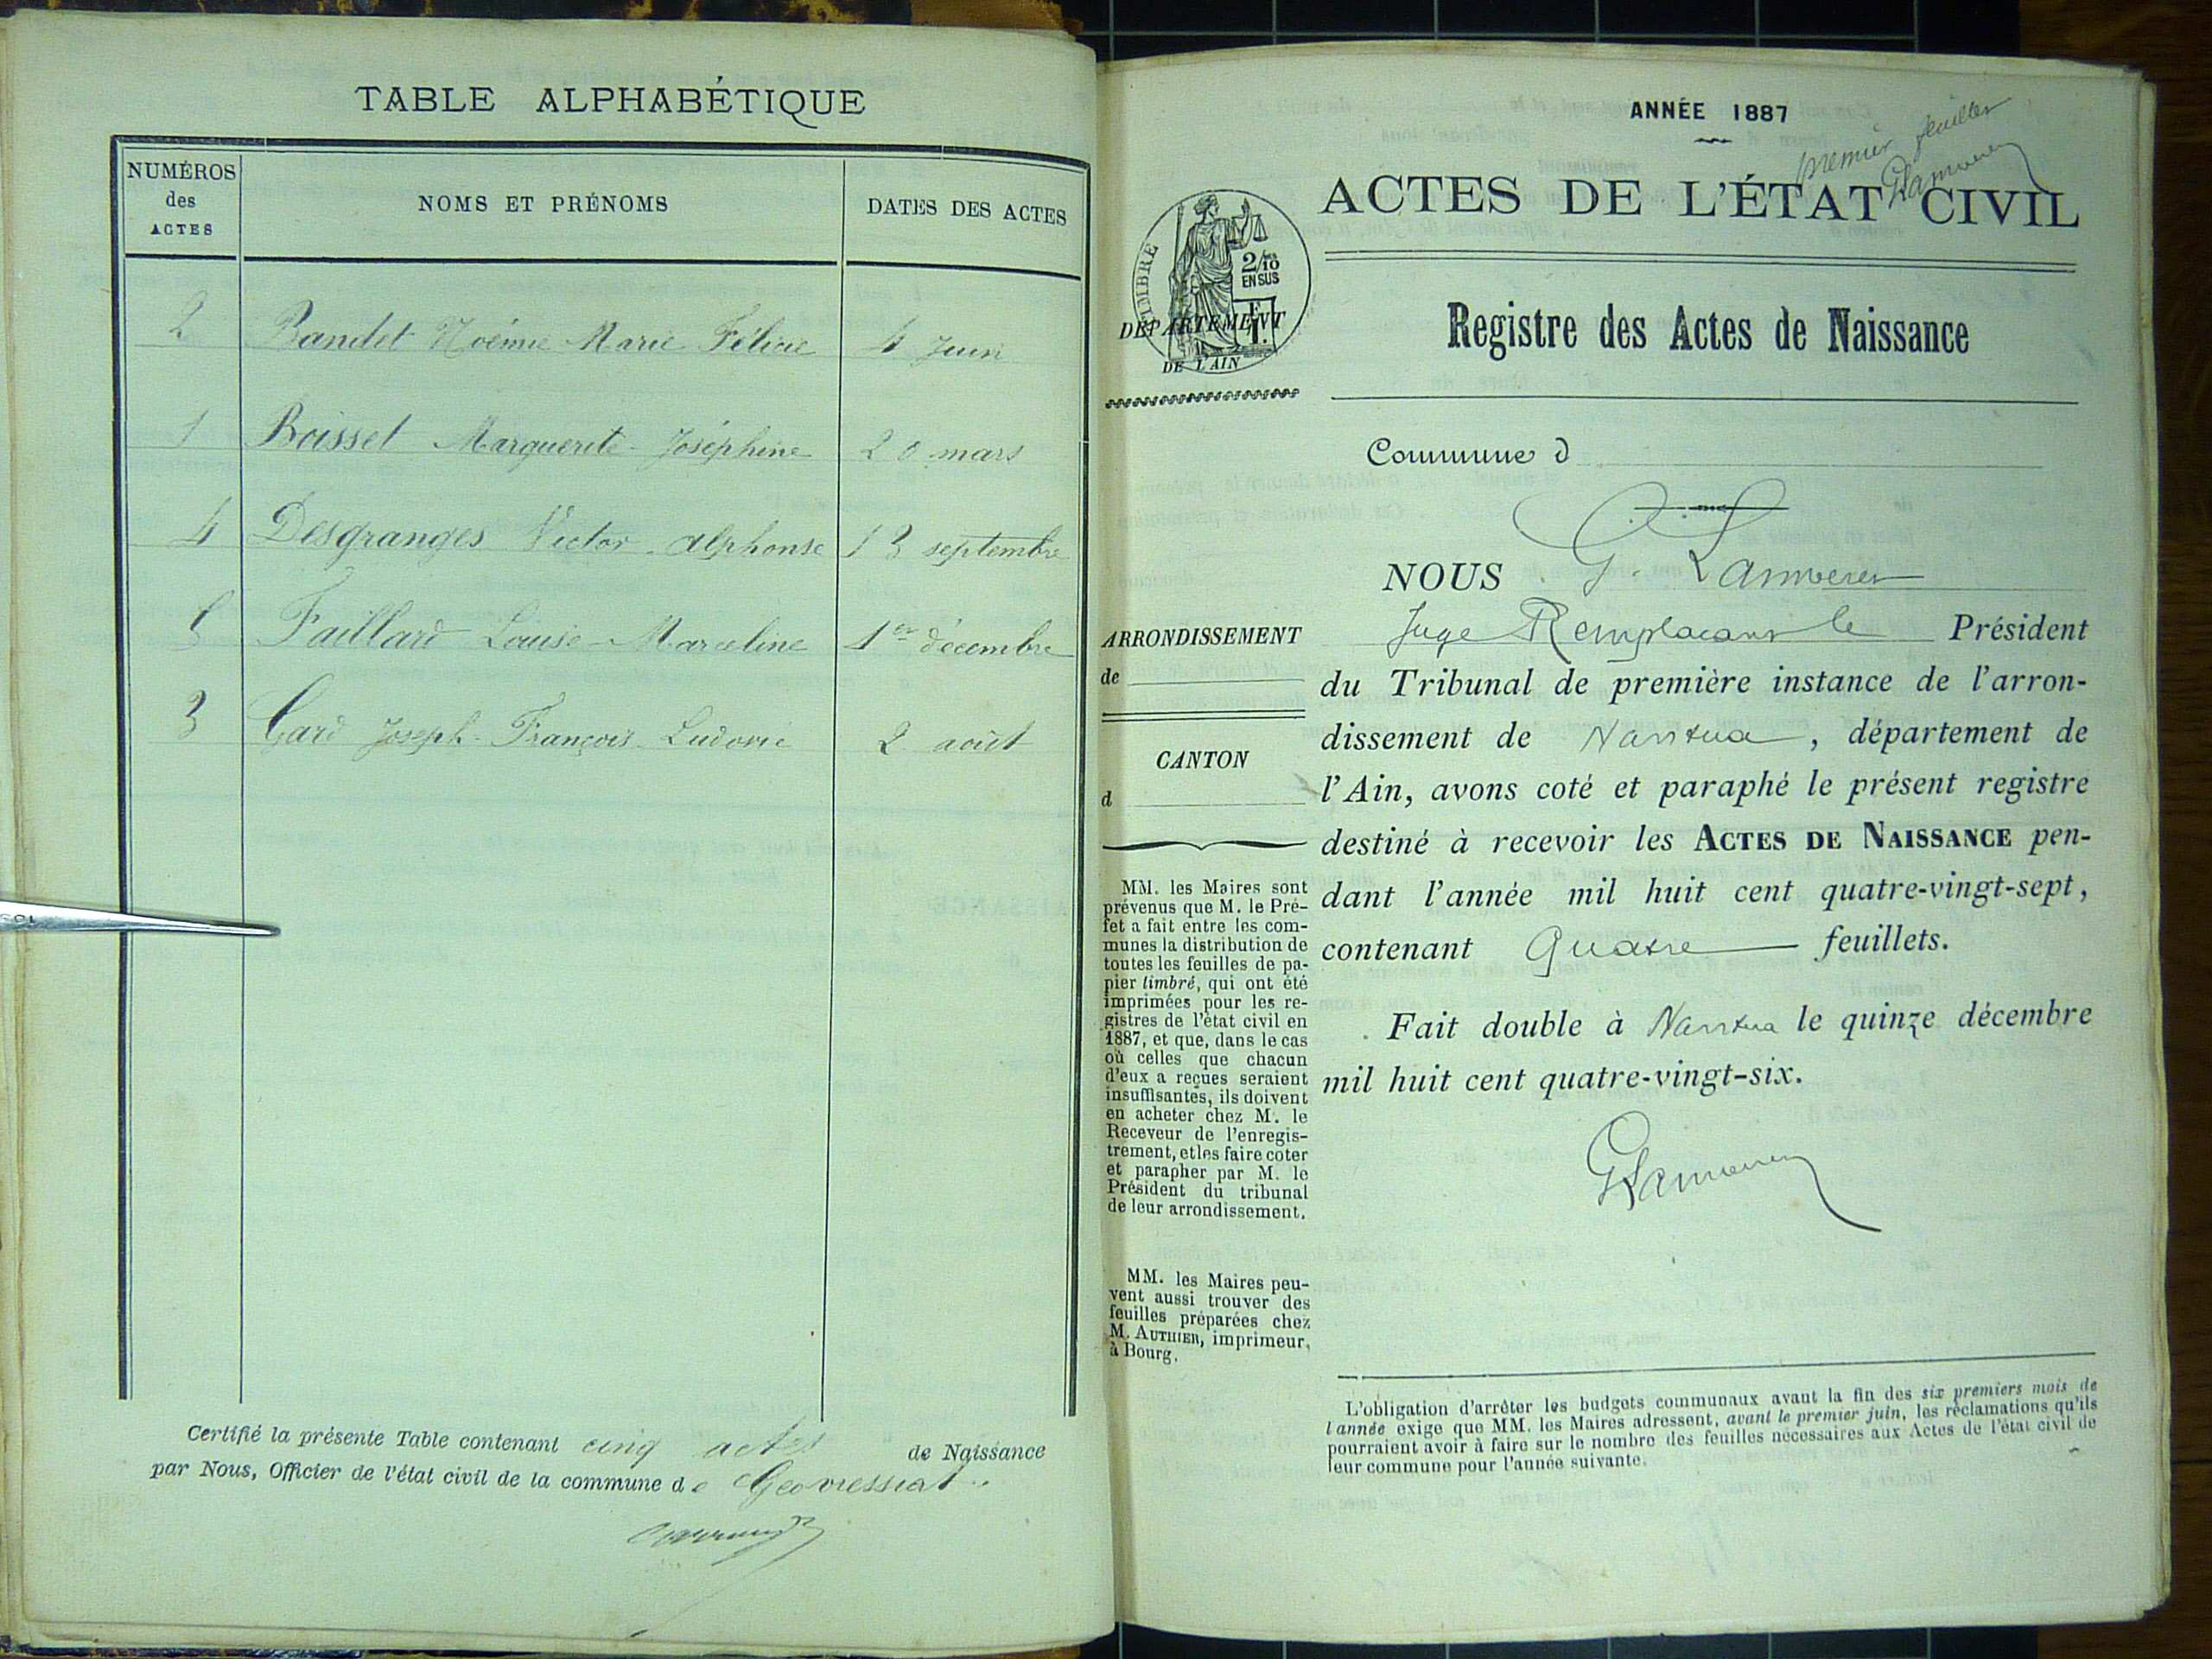 TABLE ALPHABÉTIQUE
NUMÉROS
des
ACTES
NOMS ET PRÉNOMS
DATES DES ACTES
2 Bandet Noémie Marie Félicie 4 Juin
1 Boisset Marguerite Joséphine 20 mars
4 Desgranges Victor Alphonse 13 septembre
5 Faillard Louise Marceline 1er décembre
3 Gard Joseph-François Ludovic 2 août
Certifié la présente Table contenant cinq actes de Naissance
par Nous, Officier de l'état civil de la commune de Geovressiat.
ANNÉE 1887
premier feuillet
ACTES DE L'ÉTAT CIVIL
TIMBRE
2/10
EN SUS
1F.
DÉPARTEMENT
DE L'AIN
Registre des Actes de Naissance
Commune d
ARRONDISSEMENT
de
CANTON
d
MM. les Maires sont
prévenus que M. le Pré-
fet a fait entre les com-
munes la distribution de
toutes les feuilles de pa-
pier timbré, qui ont été
imprimées pour les re-
gistres de l'état civil en
1887, et que, dans le cas
où celles que chacun
d'eux a reçues seraient
insuffisantes, ils doivent
en acheter chez M. le
Receveur de l'enregis-
trement, et les faire coter
et parapher par M. le
Président du tribunal
de leur arrondissement.
MM. les Maires peu-
vent aussi trouver des
feuilles préparées chez
M. AUTHIER, imprimeur,
à Bourg.
NOUS G.
Juge Remplaçant le Président
du Tribunal de première instance de l'arron-
dissement de Nantua, département de
l'Ain, avons coté et paraphé le présent registre
destiné à recevoir les ACTES DE NAISSANCE pen-
dant l'année mil huit cent quatre-vingt-sept,
contenant Quatre feuillets.
Fait double à Nantua le quinze décembre
mil huit cent quatre-vingt-six.
L'obligation d'arrêter les budgets communaux avant la fin des six premiers mois de
l'année exige que MM. les Maires adressent, avant le premier juin, les réclamations qu'ils
pourraient avoir à faire sur le nombre des feuilles nécessaires aux Actes de l'état civil de
leur commune pour l'année suivante.